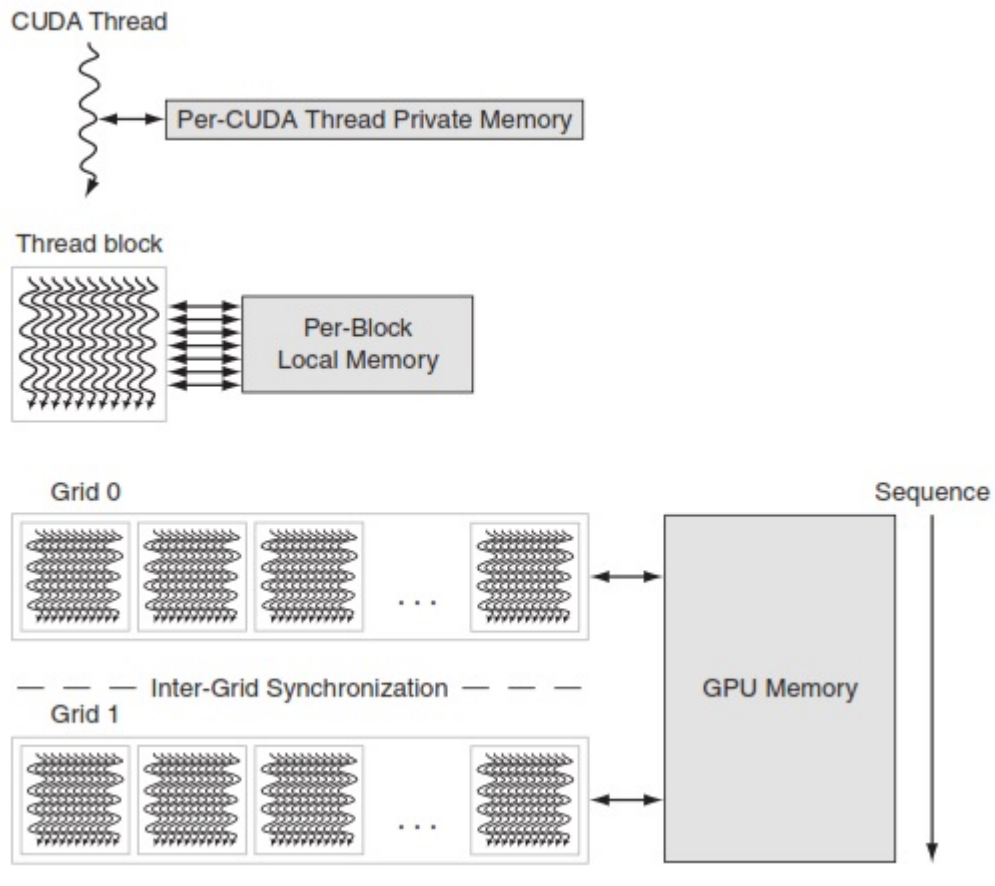 CUDA Thread
Per-CUDA Thread Private Memory
Thread block
Per-Block
Local Memory
Grid 0
Sequence
. . .
Inter-Grid Synchronization
GPU Memory
Grid 1
. . .